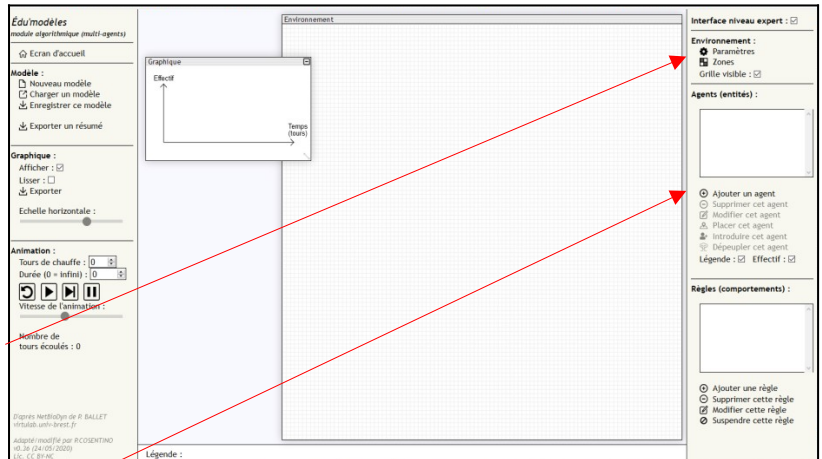 Édu'modèles
module algorithmique (multi-agents)
Ecran d'accueil
Modèle :
Nouveau modèle
Charger un modèle
Enregistrer ce modèle
Exporter un résumé
Graphique :
Afficher :
Lisser :
Exporter
Echelle horizontale :
Animation :
Tours de chauffe : 0
Durée (0 = infini) : 0
Vitesse de l'animation :
Nombre de
tours écoulés : 0
D'après NetBioDyn de P. BALLET
virtulab.univ-brest.fr
Adapté/modifié par P.COSENTINO
v0.26 (24/05/2020)
Lic. CC BY-NC
Graphique
Effectif
Temps
(tours)
Environnement
Légende :
Interface niveau expert :
Environnement :
Paramètres
Zones
Grille visible :
Agents (entités) :
Ajouter un agent
Supprimer cet agent
Modifier cet agent
Placer cet agent
Introduire cet agent
Dépeupler cet agent
Légende : Effectif :
Règles (comportements) :
Ajouter une règle
Supprimer cette règle
Modifier cette règle
Suspendre cette règle